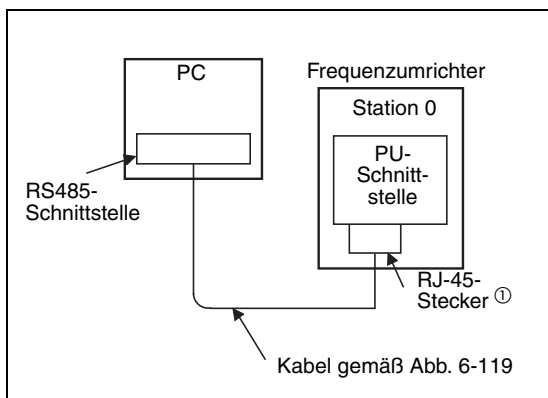 PC
Frequenzumrichter
Station 0
PU-
Schnitt-
stelle
RS485-
Schnittstelle
RJ-45-
Stecker ①
Kabel gemäß Abb. 6-119